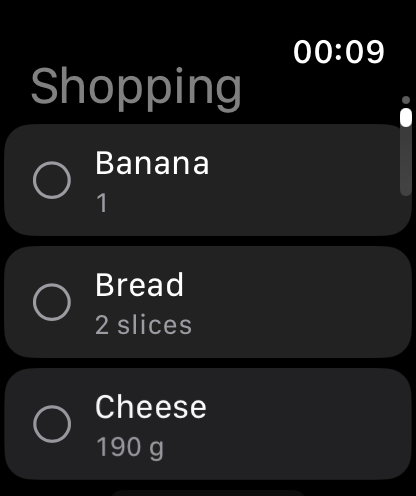 00:09
Shopping
Banana
1
Bread
2 slices
Cheese
190 g